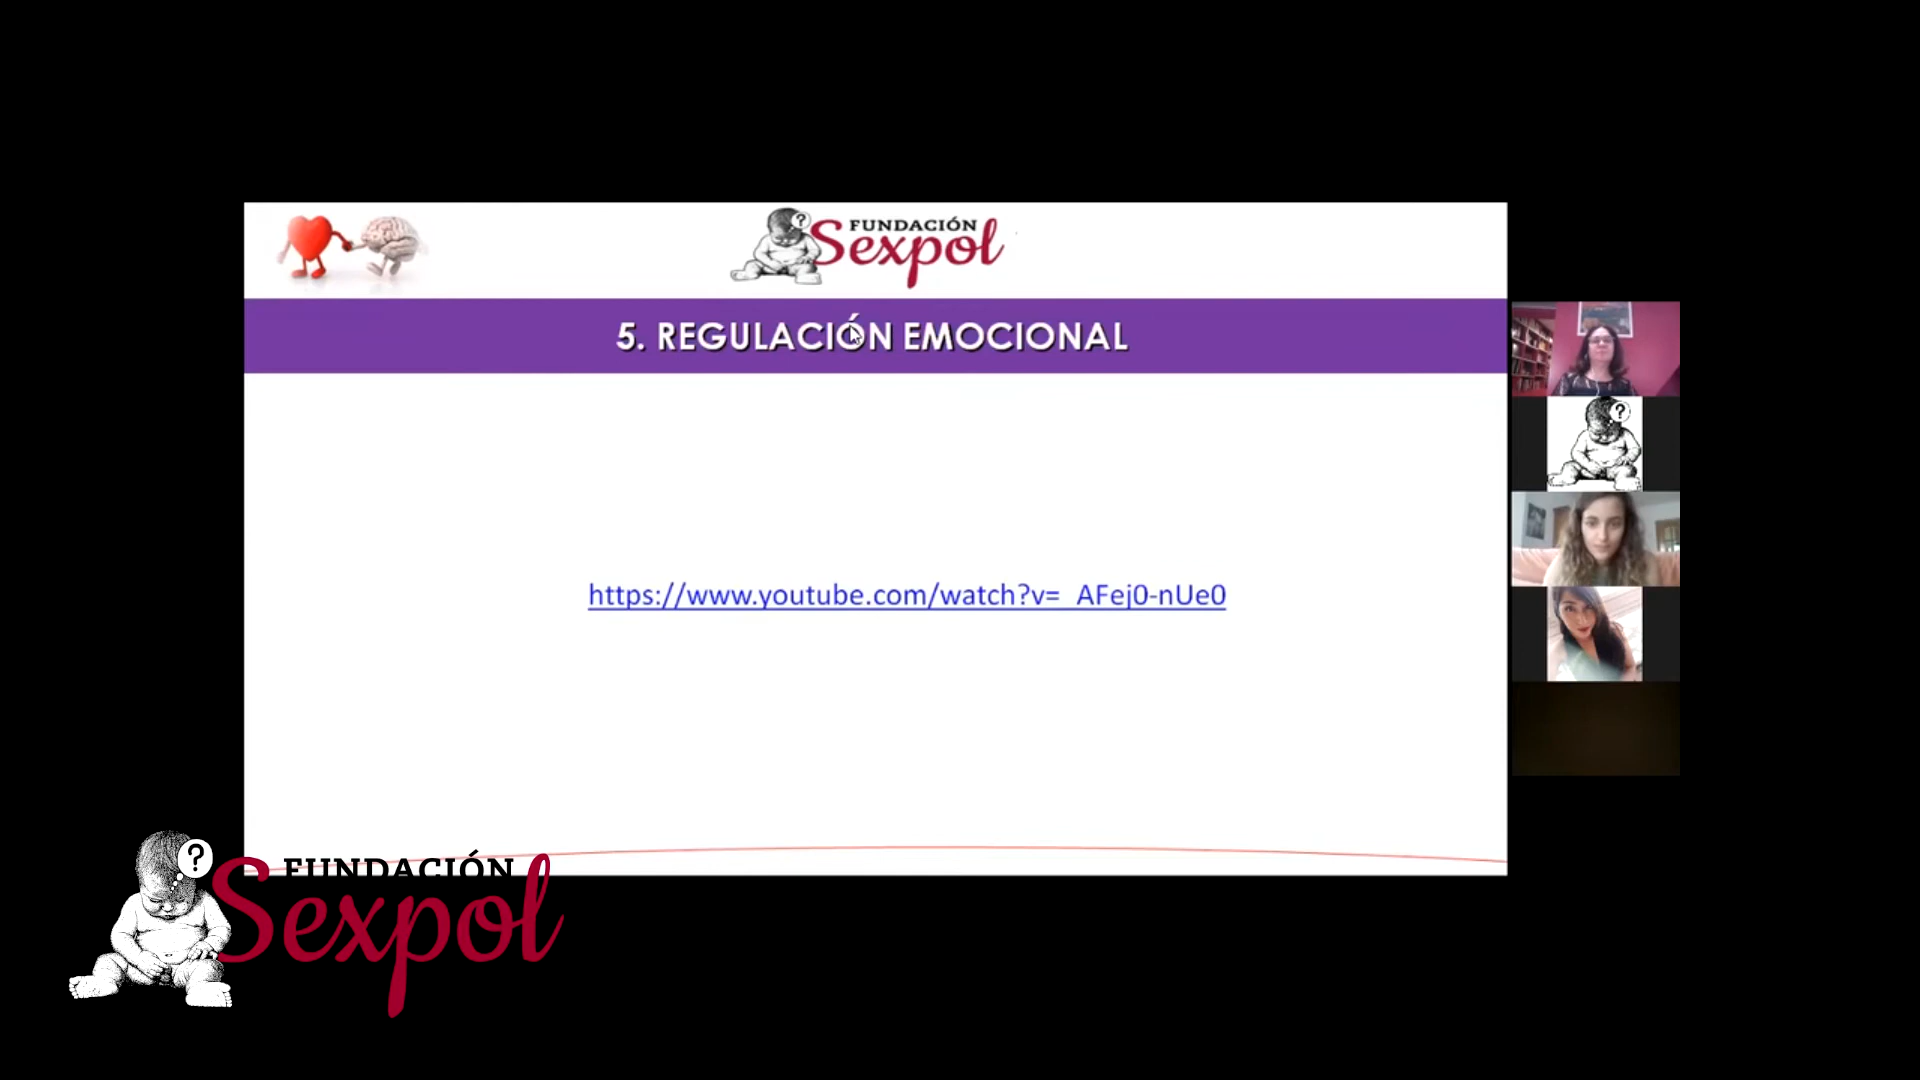 ?
FUNDACIÓN
Sexpol
5. REGULACIÓN EMOCIONAL
?
https://www.youtube.com/watch?v=_AFej0-nUe0
?
FUNDACIÓN
Sexpol